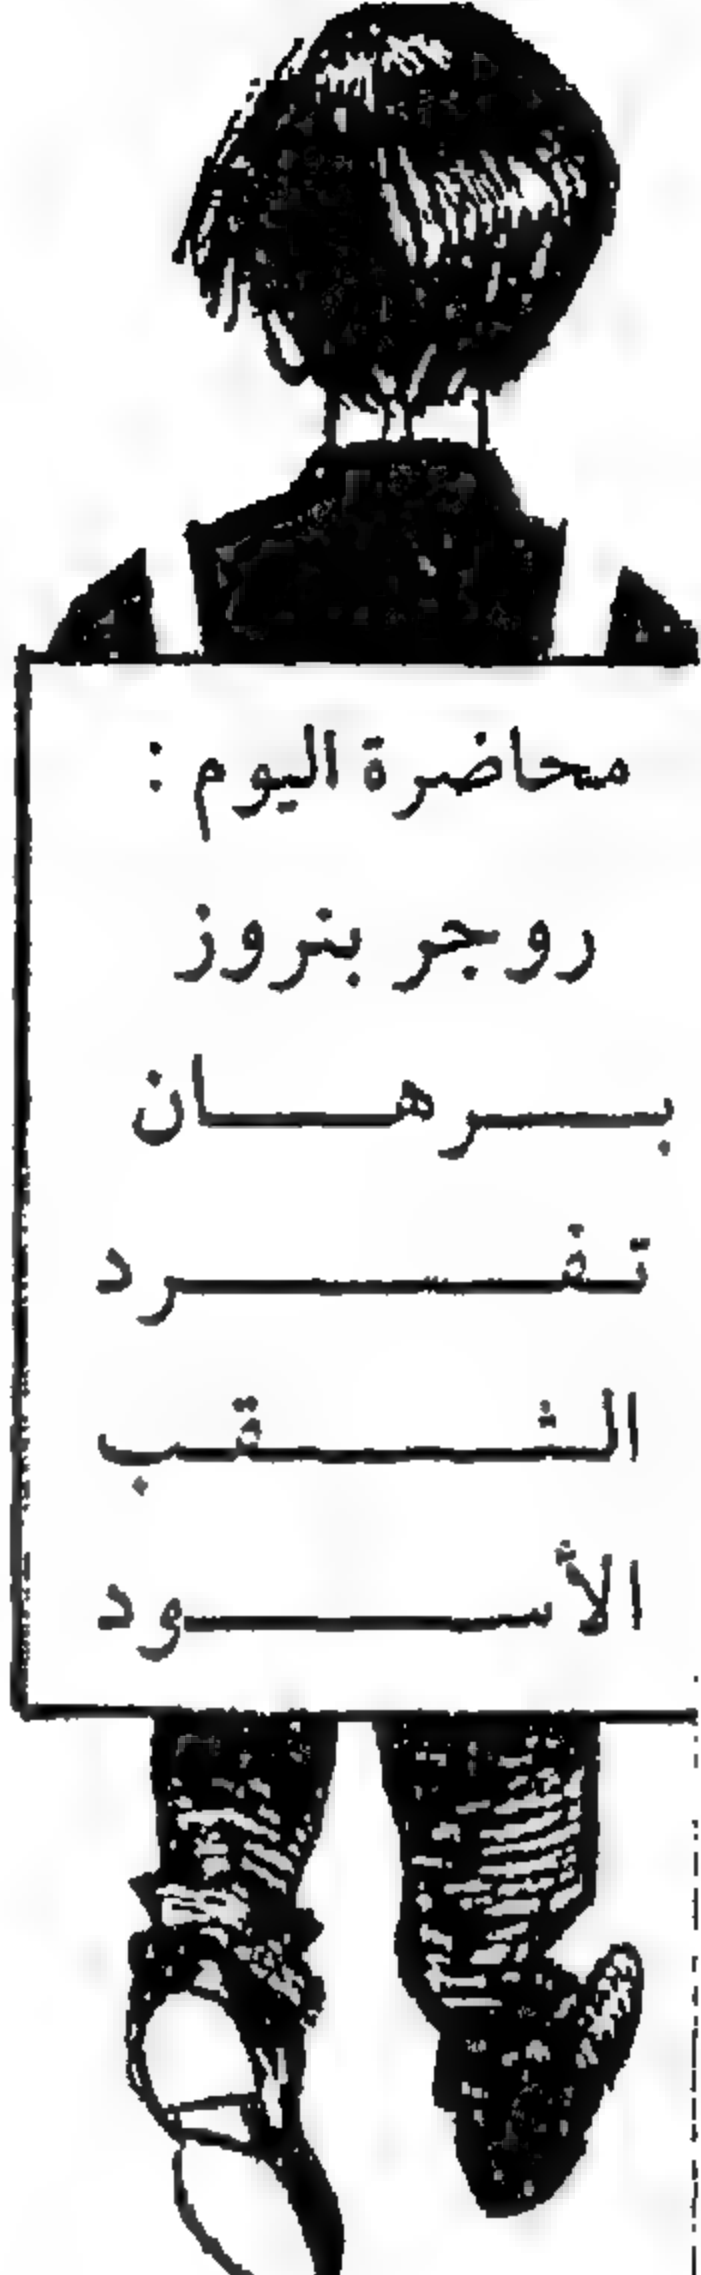 محاضرة اليوم :
روجر بنروز
برهان
تفرد
الثقب
الأسود